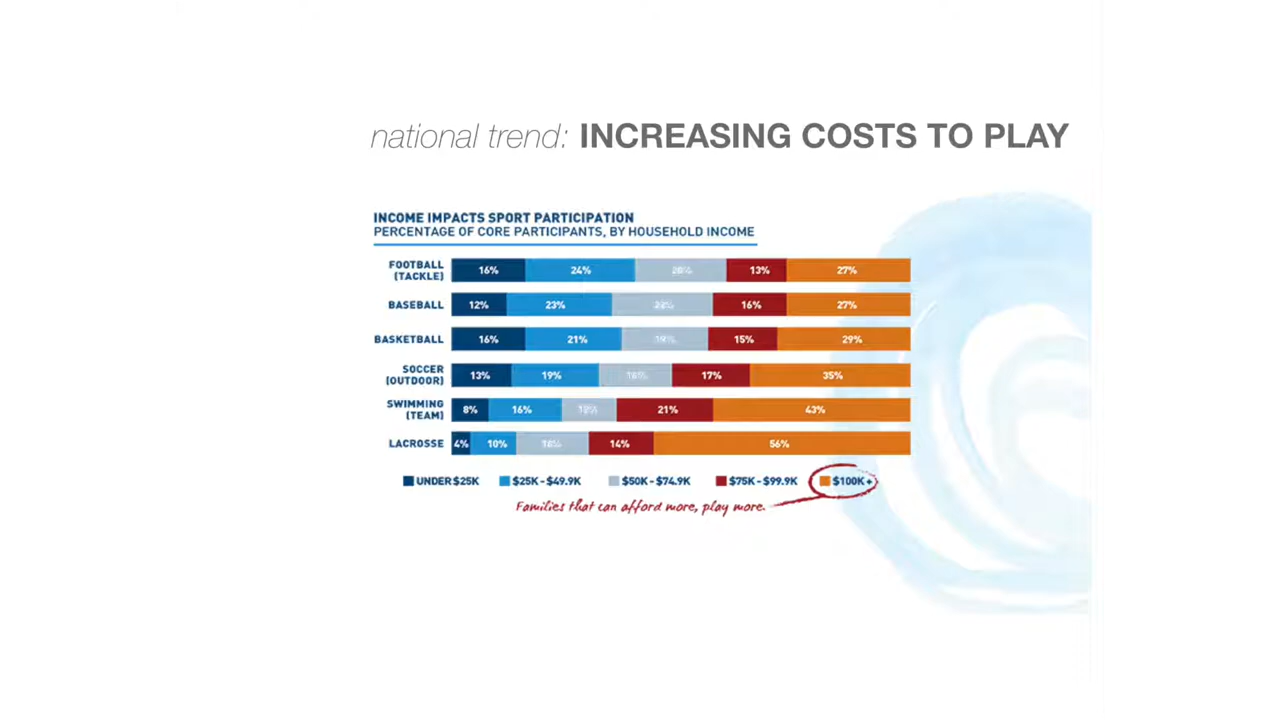 national trend: INCREASING COSTS TO PLAY
INCOME IMPACTS SPORT PARTICIPATION
PERCENTAGE OF CORE PARTICIPANTS, BY HOUSEHOLD INCOME
FOOTBALL
(TACKLE)
16% 24% 20% 13% 27%
BASEBALL
12% 23% 16% 27%
BASKETBALL
16% 21% 19% 15% 29%
SOCCER
(OUTDOOR)
13% 19% 17% 35%
SWIMMING
(TEAM)
8% 16% 21% 43%
LACROSSE
4% 10% 14% 56%
UNDER $25K $25K - $49.9K $50K - $74.9K $75K - $99.9K $100K +
Families that can afford more, play more.